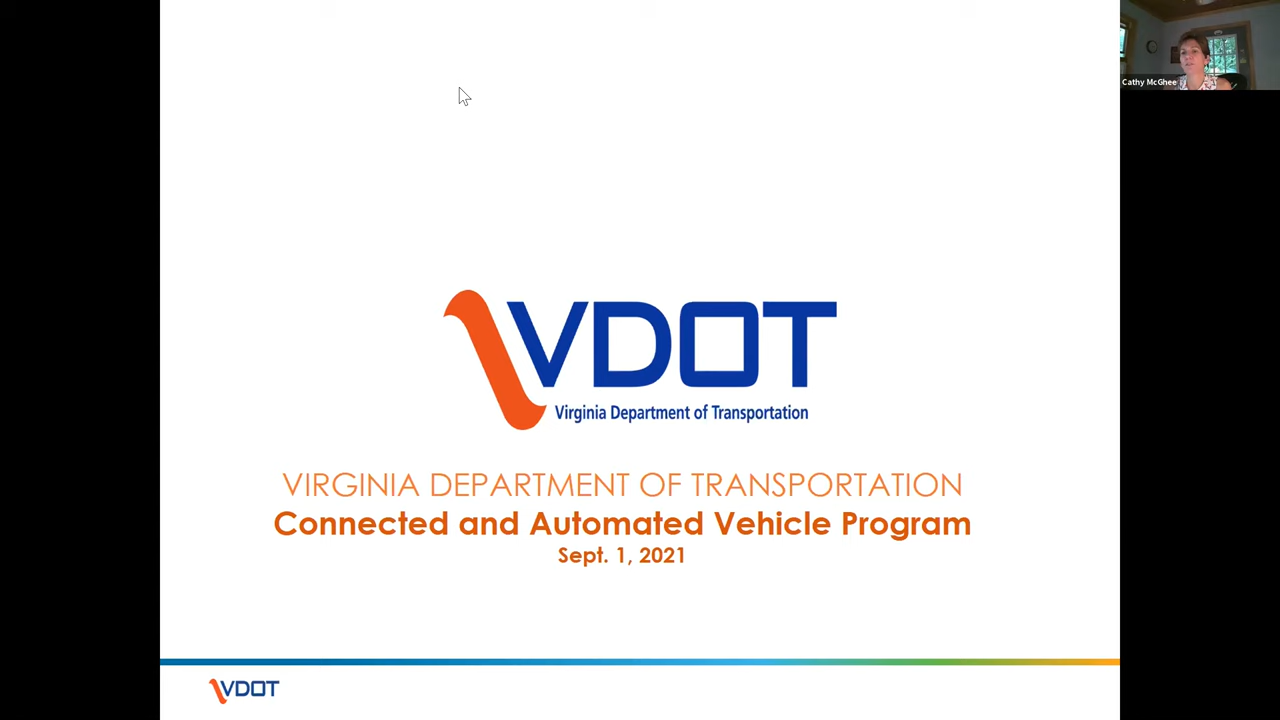 Cathy McGhee
VDOT
Virginia Department of Transportation
VIRGINIA DEPARTMENT OF TRANSPORTATION
Connected and Automated Vehicle Program
Sept. 1, 2021
VDOT